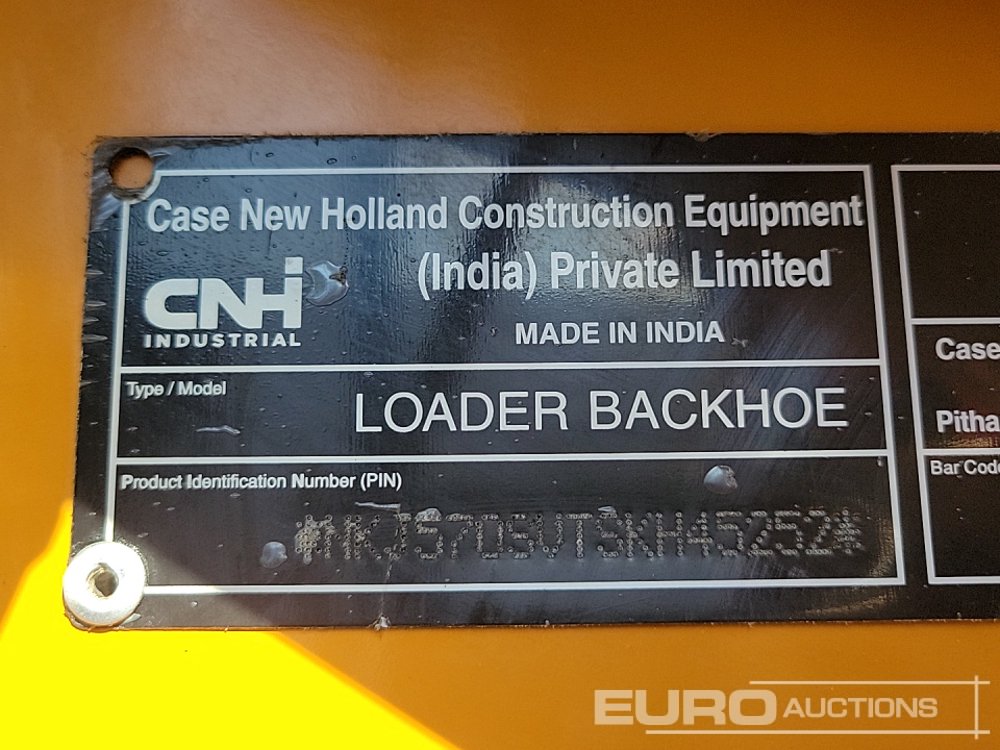 Case New Holland Construction Equipment
(India) Private Limited
CNH
INDUSTRIAL
MADE IN INDIA
Type / Model
LOADER BACKHOE
Product Identification Number (PIN)
*NKJ570SVTSKH45252*
Case
Pitha
Bar Code
EURO AUCTIONS